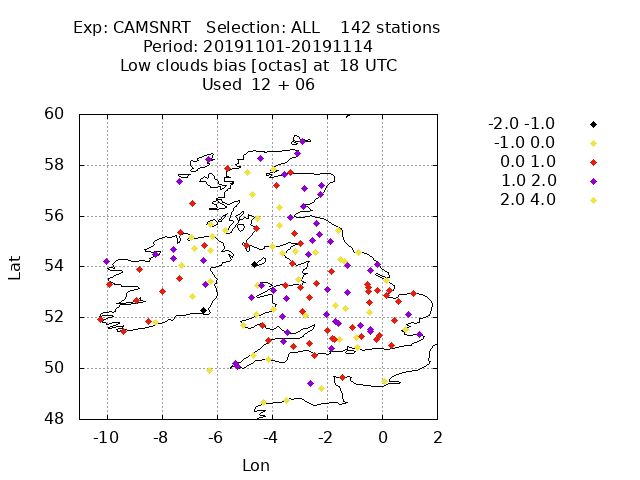 Exp: CAMSNRT Selection: ALL 142 stations
Period: 20191101-20191114
Low clouds bias [octas] at 18 UTC
Used 12 + 06
-2.0 -1.0
-1.0 0.0
0.0 1.0
1.0 2.0
2.0 4.0
60
58
56
54
52
50
48
Lat
-10 -8 -6 -4 -2 0 2
Lon